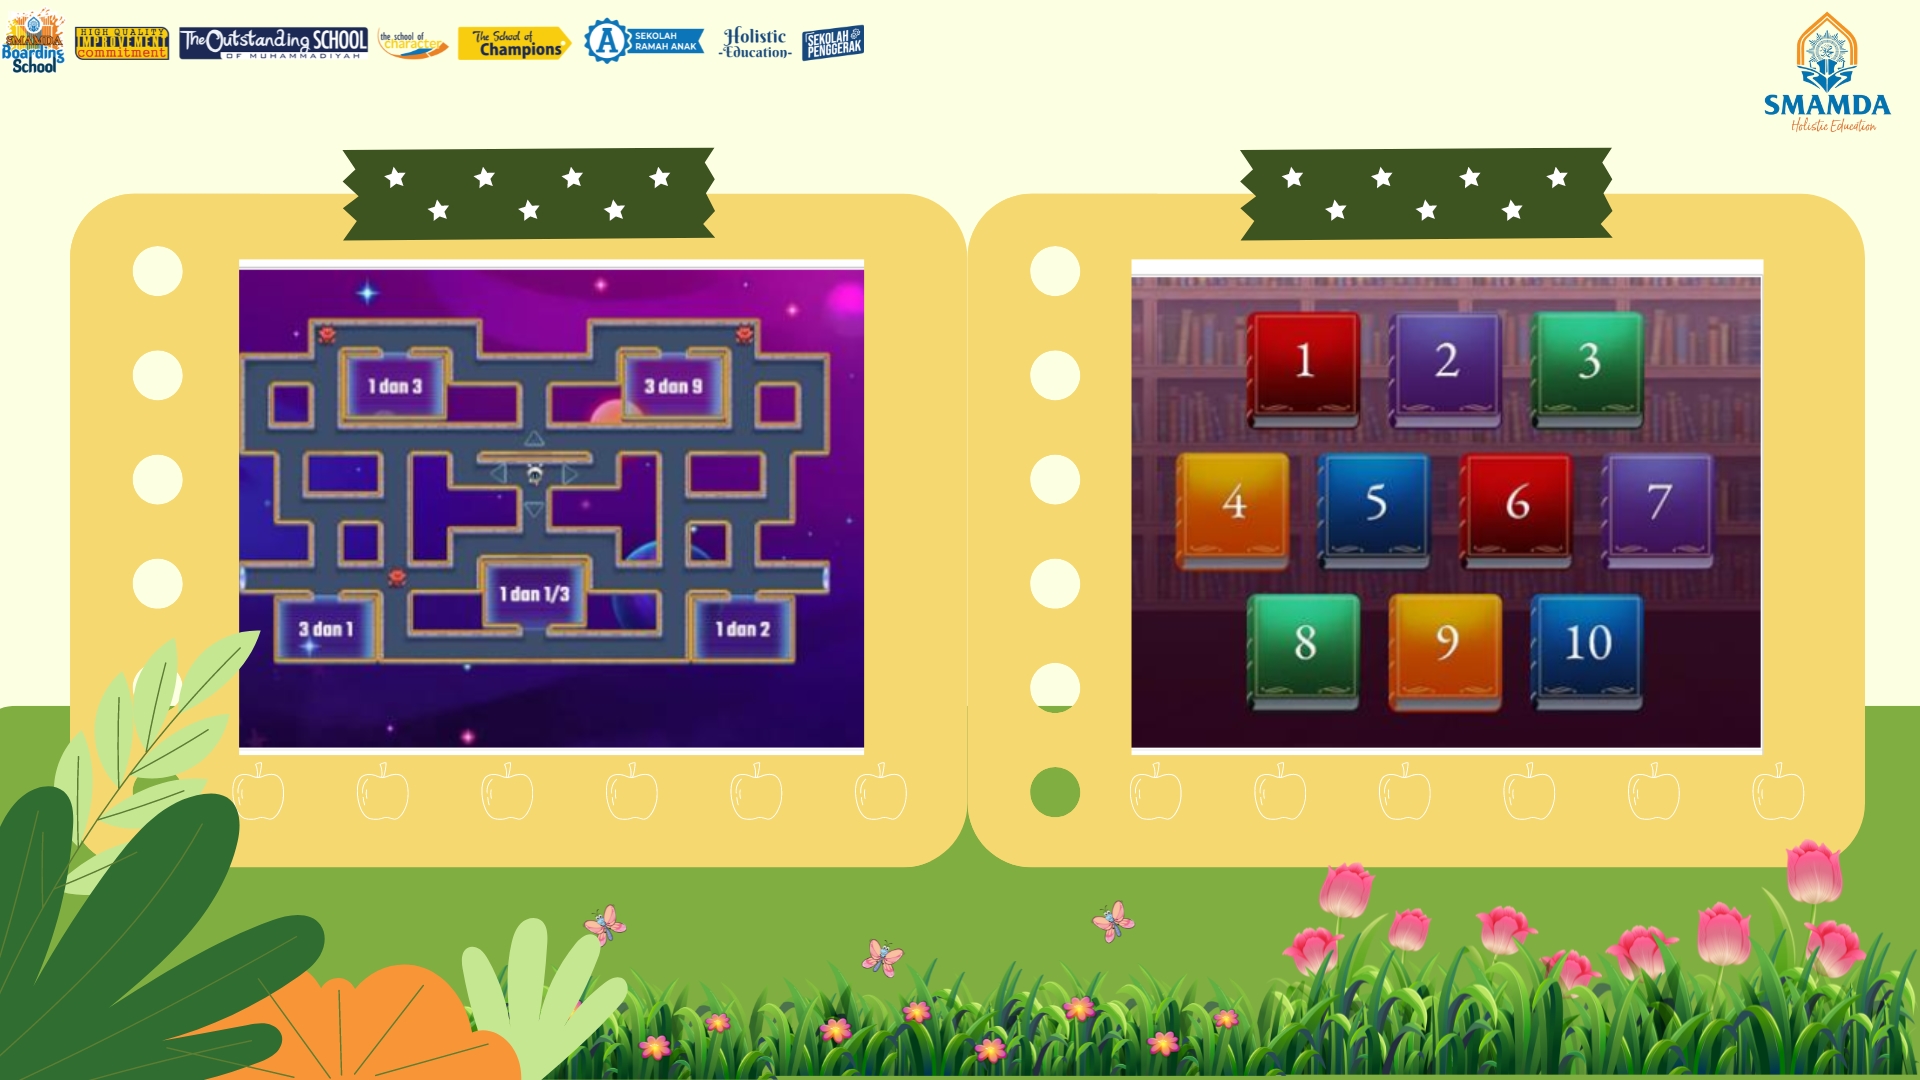 SMAMDA
Boarding
School
HIGH QUALITY
IMPROVEMENT
commitment
The Outstanding SCHOOL
OF MUHAMMADIYAH
the school of
character
The School of
Champions
A
SEKOLAH
RAMAH ANAK
Holistic
-Education-
SEKOLAH
PENGGERAK
SMAMDA
Holistic Education
1 dan 3
3 dan 9
3 dan 1
1 dan 1/3
1 dan 2
1
2
3
4
5
6
7
8
9
10